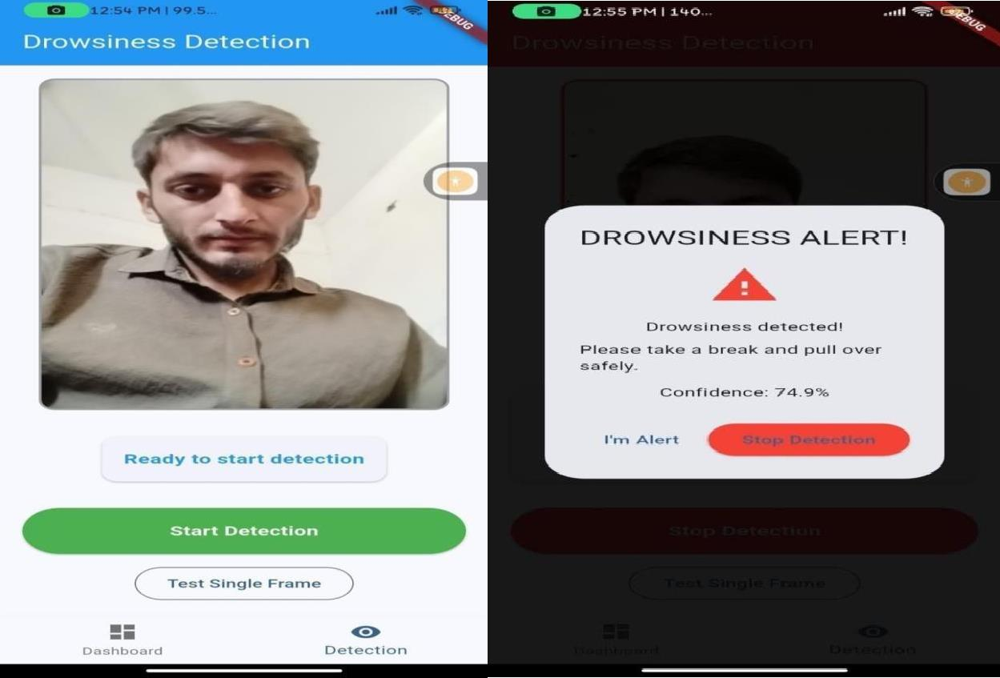 12:54 PM | 99.5...
DEBUG
Drowsiness Detection
Ready to start detection
Start Detection
Test Single Frame
Dashboard
Detection
12:55 PM | 140...
DEBUG
Drowsiness Detection
DROWSINESS ALERT!
Drowsiness detected!
Please take a break and pull over
safely.
Confidence: 74.9%
I'm Alert
Stop Detection
Stop Detection
Test Single Frame
Dashboard
Detection